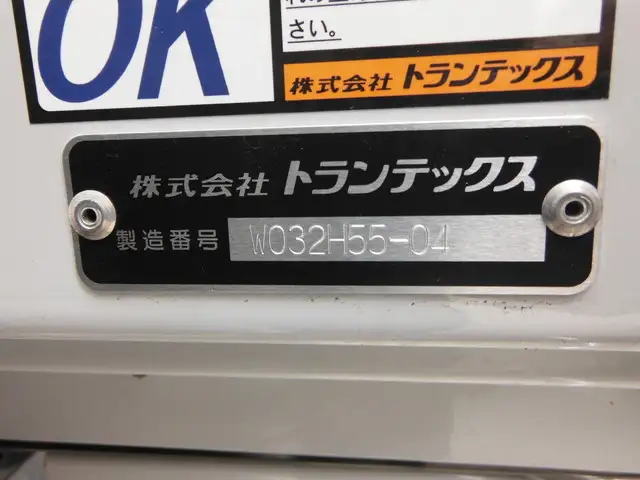 OK
さい。
株式会社 トランテックス
株式会社 トランテックス
製造番号 W032H55-04